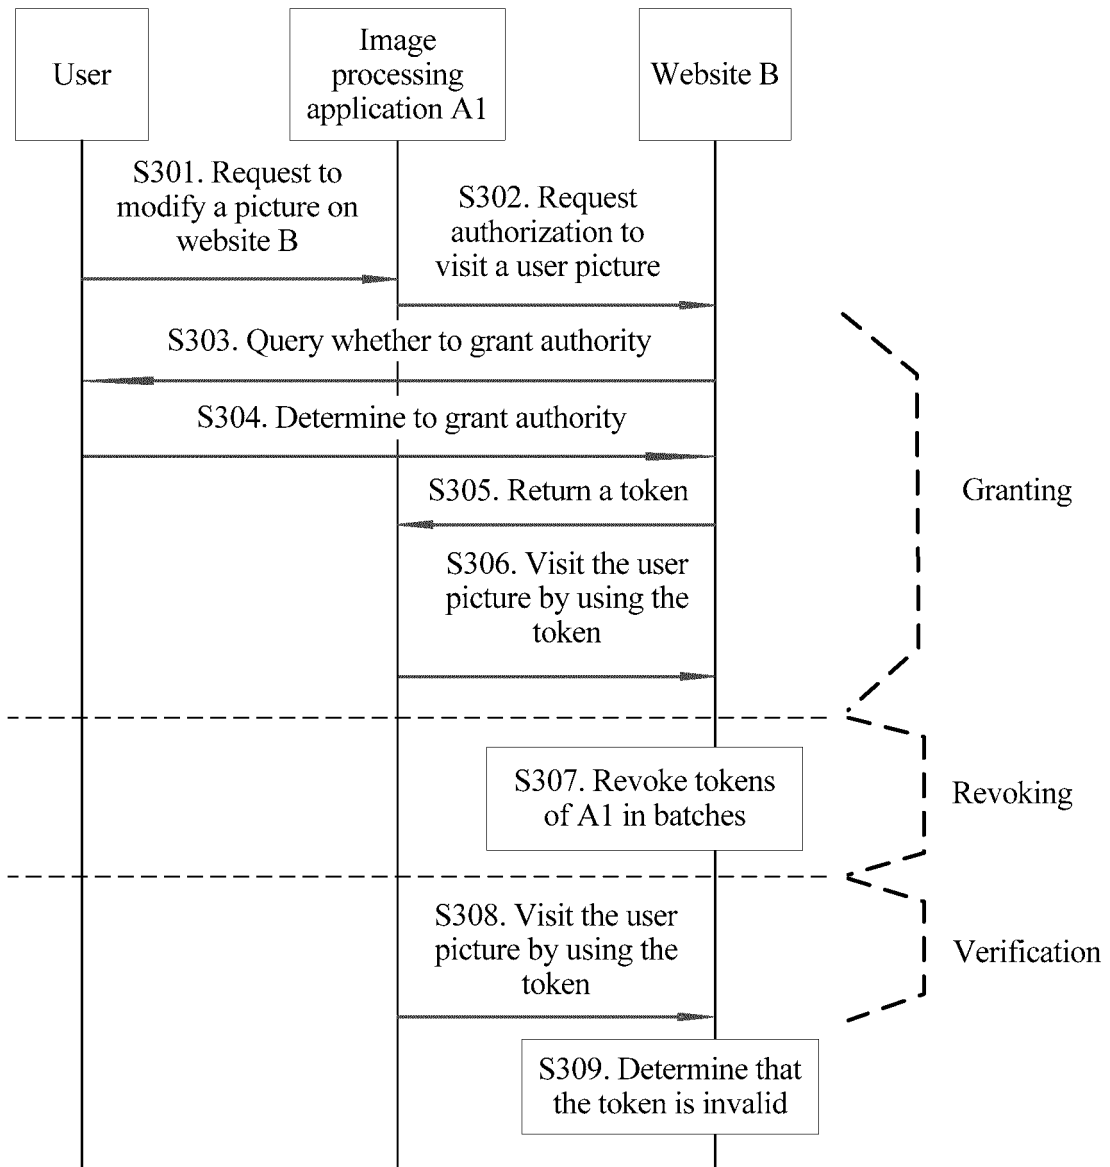 User
Image
processing
application A1
Website B
S301. Request to
modify a picture on
website B
S302. Request
authorization to
visit a user picture
S303. Query whether to grant authority
S304. Determine to grant authority
S305. Return a token
Granting
S306. Visit the user
picture by using the
token
S307. Revoke tokens
of A1 in batches
Revoking
S308. Visit the user
picture by using the
token
Verification
S309. Determine that
the token is invalid